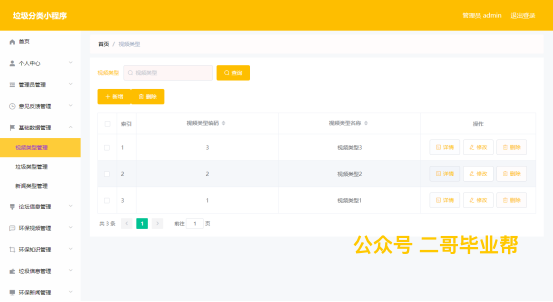 垃圾分类小程序
管理员 admin 退出登录
首页
个人中心
管理员管理
意见反馈管理
基础数据管理
视频类型管理
垃圾类型管理
新闻类型管理
论坛信息管理
环保视频管理
环保知识管理
垃圾信息管理
环保新闻管理
首页 / 视频类型
视频类型 视频类型 查询
+ 新增 删除
索引 视频类型编码 视频类型名称 操作
1 3 视频类型3 详情 修改 删除
2 2 视频类型2 详情 修改 删除
3 1 视频类型1 详情 修改 删除
共 3 条 < 1 > 前往 1 页
公众号 二哥毕业帮